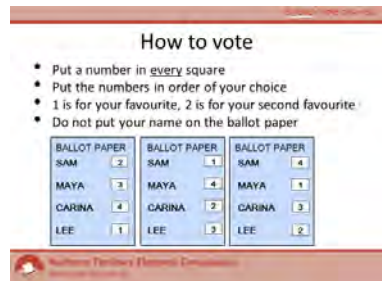 How to vote
• Put a number in every square
• Put the numbers in order of your choice
• 1 is for your favourite, 2 is for your second favourite
• Do not put your name on the ballot paper
BALLOT PAPER BALLOT PAPER BALLOT PAPER
SAM 2 SAM 1 SAM 4
MAYA 3 MAYA 4 MAYA 1
CARINA 4 CARINA 2 CARINA 3
LEE 1 LEE LEE 2
Northern Territory Electoral Commission